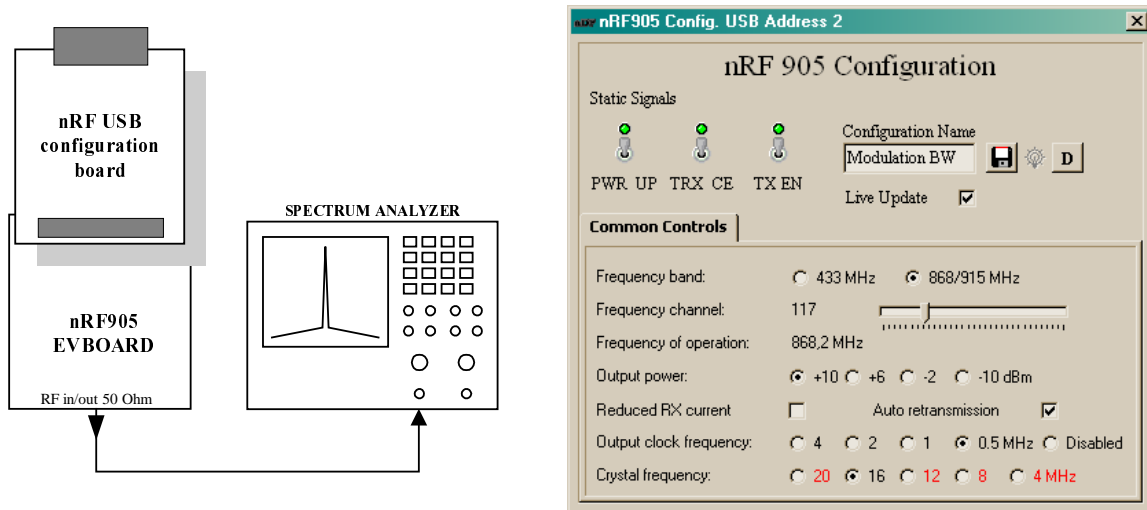 nRF USB
configuration
board
SPECTRUM ANALYZER
nRF905
EVBOARD
RF in/out 50 Ohm
nRF nRF905 Config. USB Address 2
nRF 905 Configuration
Static Signals
PWR UP TRX CE TX EN
Configuration Name
Modulation BW D
Live Update
Common Controls
Frequency band: 433 MHz 868/915 MHz
Frequency channel: 117
Frequency of operation: 868,2 MHz
Output power: +10 +6 -2 -10 dBm
Reduced RX current Auto retransmission
Output clock frequency: 4 2 1 0.5 MHz Disabled
Crystal frequency: 20 16 12 8 4 MHz